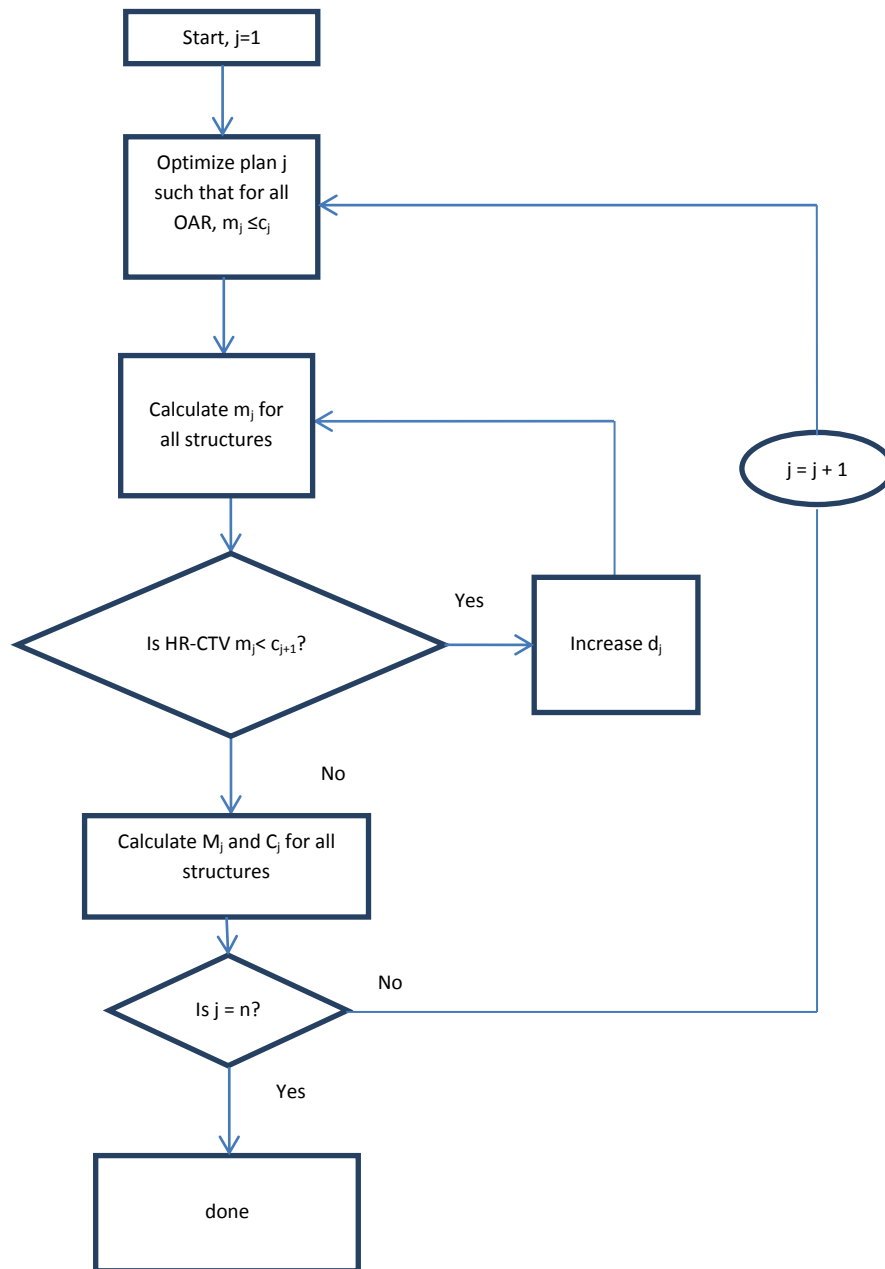 Start, j=1
Optimize plan j
such that for all
OAR, mⱼ ≤cⱼ
Calculate mⱼ for
all structures
j = j + 1
Yes
Is HR-CTV mⱼ< cⱼ₊₁?
Increase dⱼ
No
Calculate Mⱼ and Cⱼ for all
structures
No
Is j = n?
Yes
done